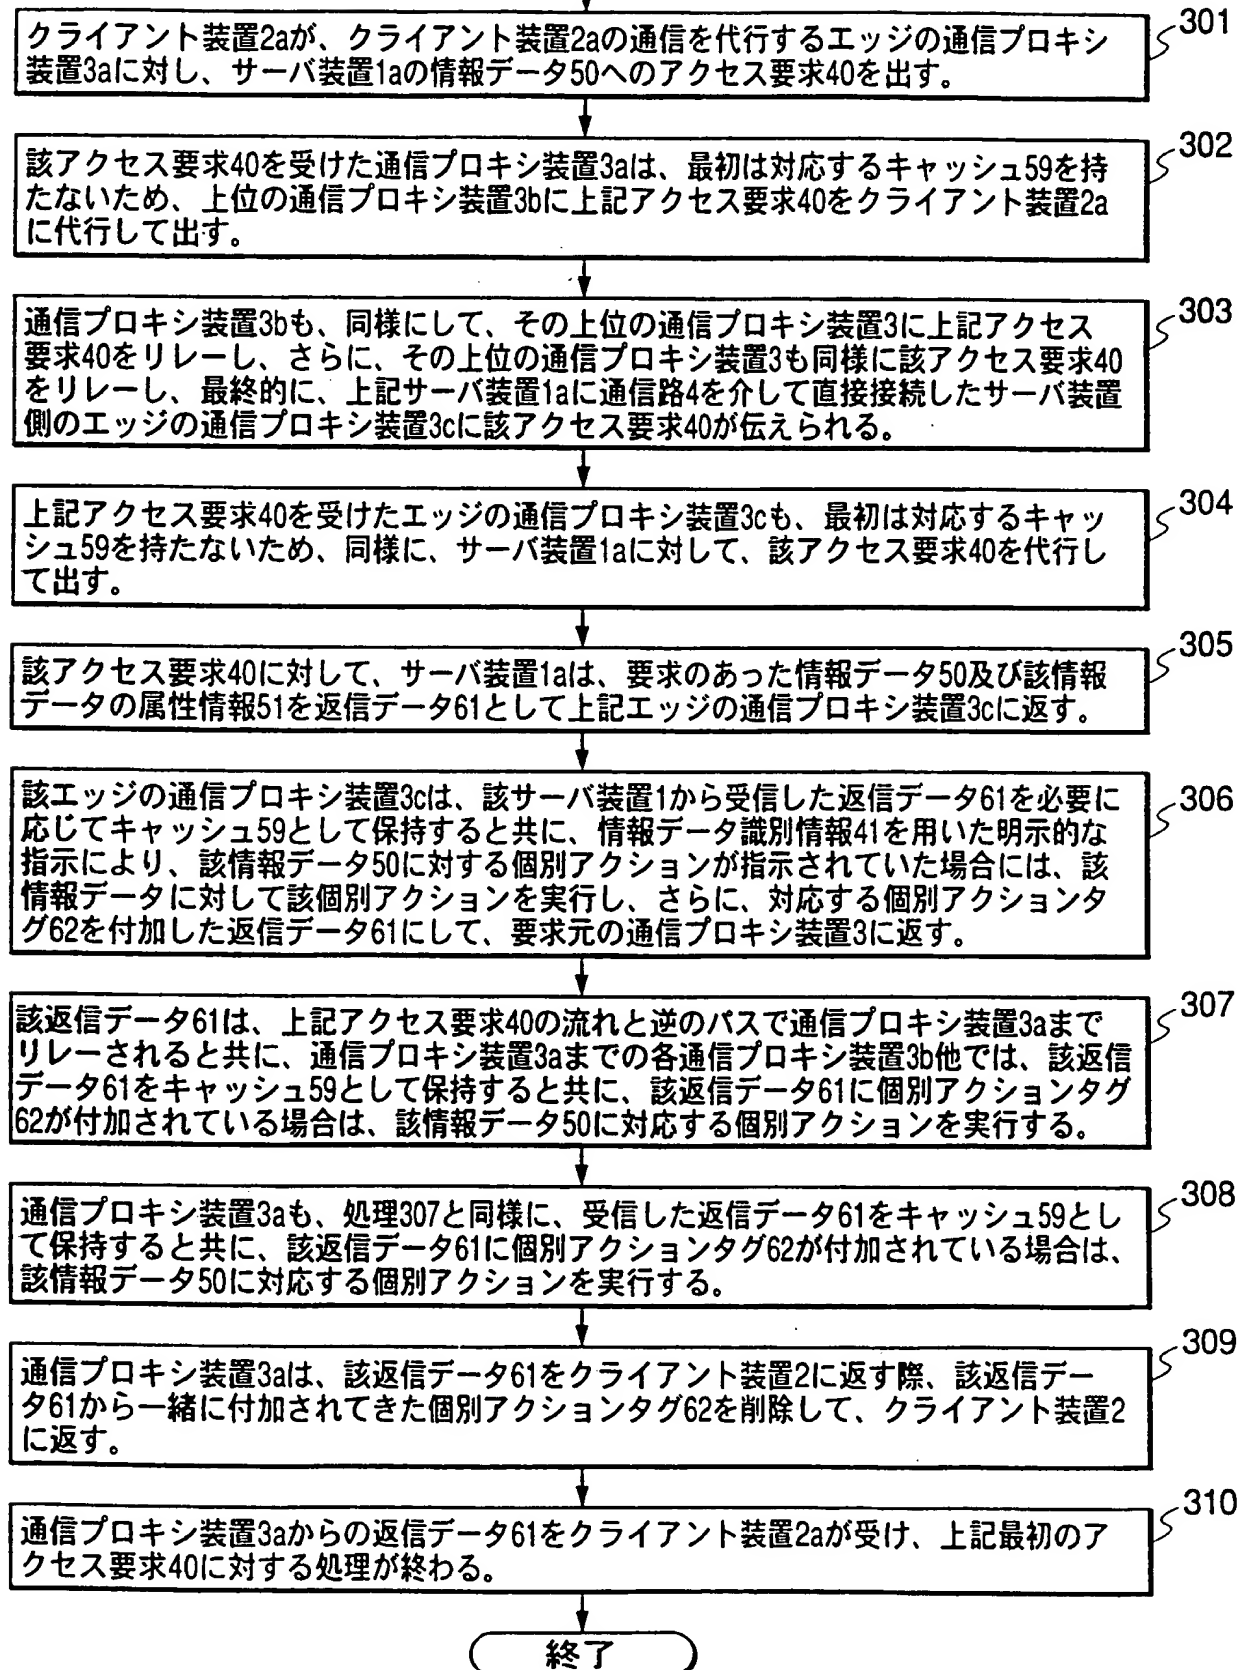 301
クライアント装置2aが、クライアント装置2aの通信を代行するエッジの通信プロキシ
装置3aに対し、サーバ装置1aの情報データ50へのアクセス要求40を出す。
302
該アクセス要求40を受けた通信プロキシ装置3aは、最初は対応するキャッシュ59を持
たないため、上位の通信プロキシ装置3bに上記アクセス要求40をクライアント装置2a
に代行して出す。
303
通信プロキシ装置3bも、同様にして、その上位の通信プロキシ装置3に上記アクセス
要求40をリレーし、さらに、その上位の通信プロキシ装置3も同様に該アクセス要求40
をリレーし、最終的に、上記サーバ装置1aに通信路4を介して直接接続したサーバ装置
側のエッジの通信プロキシ装置3cに該アクセス要求40が伝えられる。
304
上記アクセス要求40を受けたエッジの通信プロキシ装置3cも、最初は対応するキャッ
シュ59を持たないため、同様に、サーバ装置1aに対して、該アクセス要求40を代行し
て出す。
305
該アクセス要求40に対して、サーバ装置1aは、要求のあった情報データ50及び該情報
データの属性情報51を返信データ61として上記エッジの通信プロキシ装置3cに返す。
306
該エッジの通信プロキシ装置3cは、該サーバ装置1から受信した返信データ61を必要に
応じてキャッシュ59として保持すると共に、情報データ識別情報41を用いた明示的な
指示により、該情報データ50に対する個別アクションが指示されていた場合には、該
情報データに対して該個別アクションを実行し、さらに、対応する個別アクションタ
グ62を付加した返信データ61にして、要求元の通信プロキシ装置3に返す。
307
該返信データ61は、上記アクセス要求40の流れと逆のパスで通信プロキシ装置3aまで
リレーされると共に、通信プロキシ装置3aまでの各通信プロキシ装置3b他では、該返信
データ61をキャッシュ59として保持すると共に、該返信データ61に個別アクションタグ
62が付加されている場合は、該情報データ50に対応する個別アクションを実行する。
308
通信プロキシ装置3aも、処理307と同様に、受信した返信データ61をキャッシュ59とし
て保持すると共に、該返信データ61に個別アクションタグ62が付加されている場合は、
該情報データ50に対応する個別アクションを実行する。
309
通信プロキシ装置3aは、該返信データ61をクライアント装置2に返す際、該返信デー
タ61から一緒に付加されてきた個別アクションタグ62を削除して、クライアント装置2
に返す。
310
通信プロキシ装置3aからの返信データ61をクライアント装置2aが受け、上記最初のア
クセス要求40に対する処理が終わる。
終了